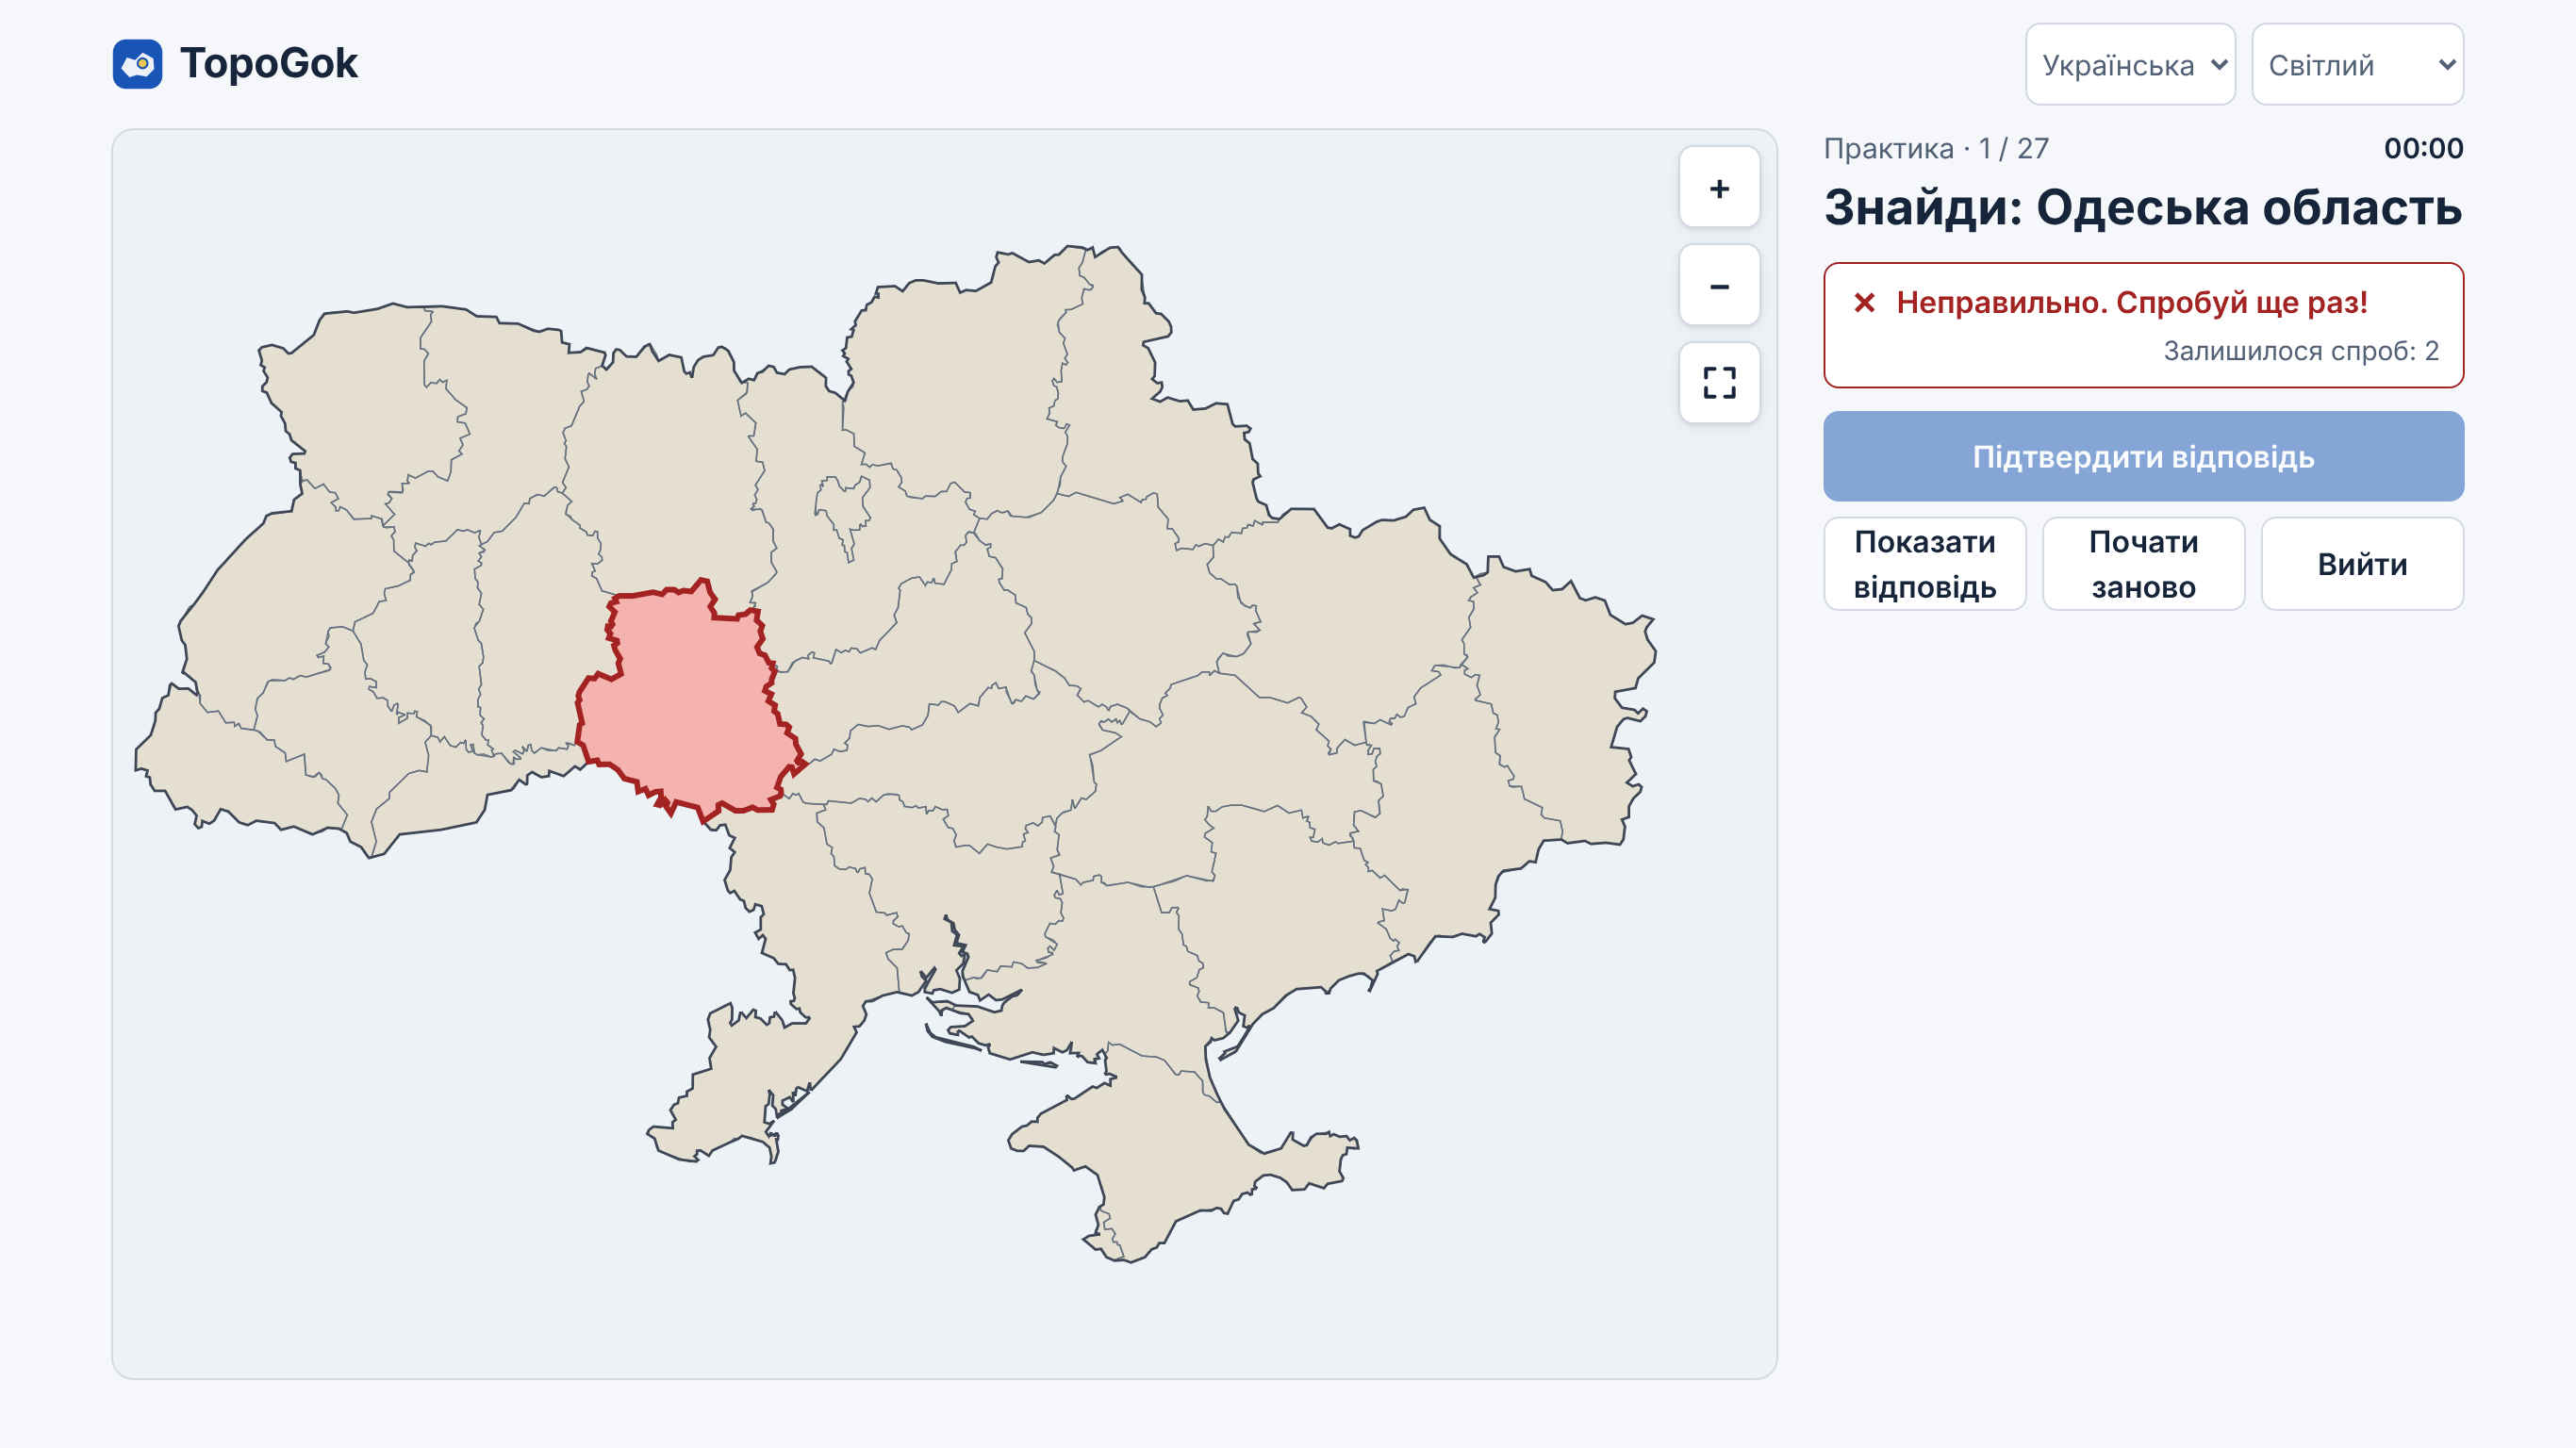 TopoGok
Українська
Світлий
+
−
Практика · 1 / 27
00:00
Знайди: Одеська область
× Неправильно. Спробуй ще раз!
Залишилося спроб: 2
Підтвердити відповідь
Показати
відповідь
Почати
заново
Вийти